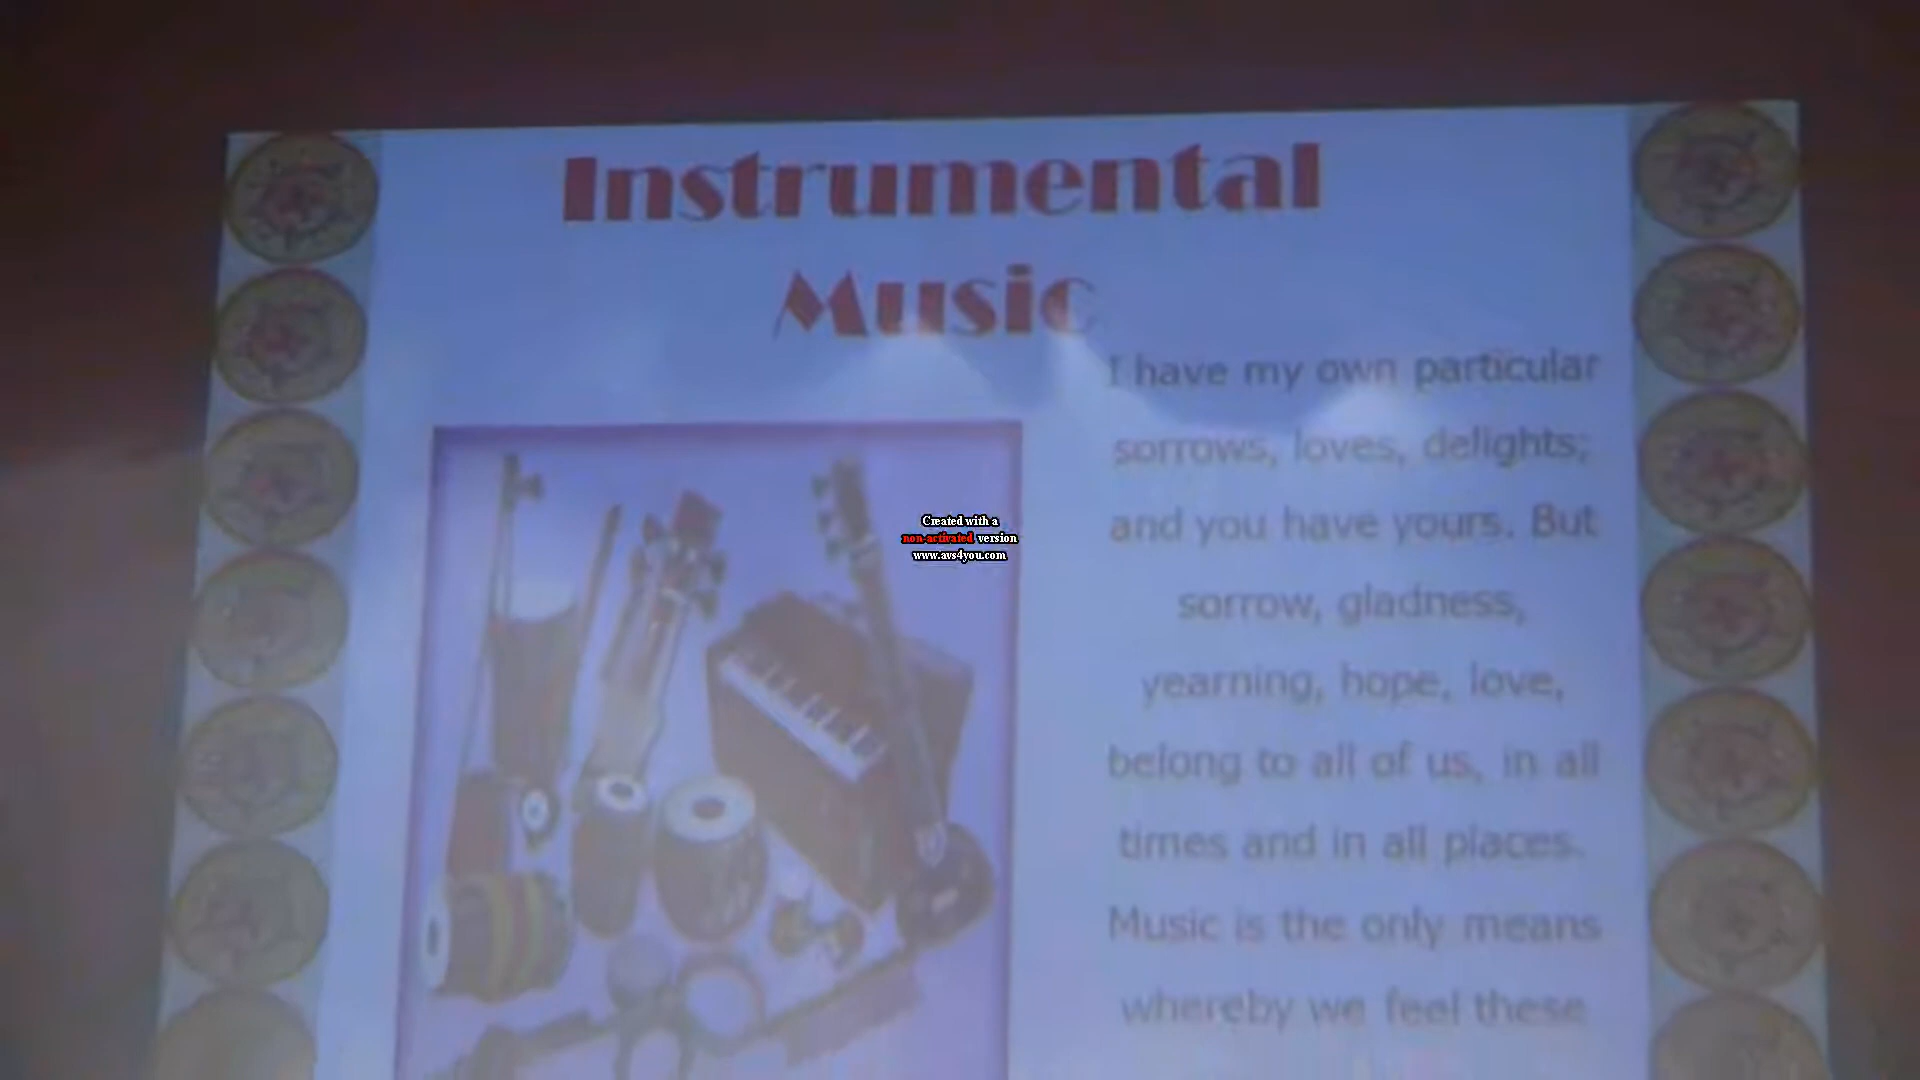 Instrumental
Music
I have my own particular
sorrows, loves, delights;
and you have yours. But
sorrow, gladness,
yearning, hope, love,
belong to all of us, in all
times and in all places.
Music is the only means
whereby we feel these
Created with a
non-activated version
www.avs4you.com